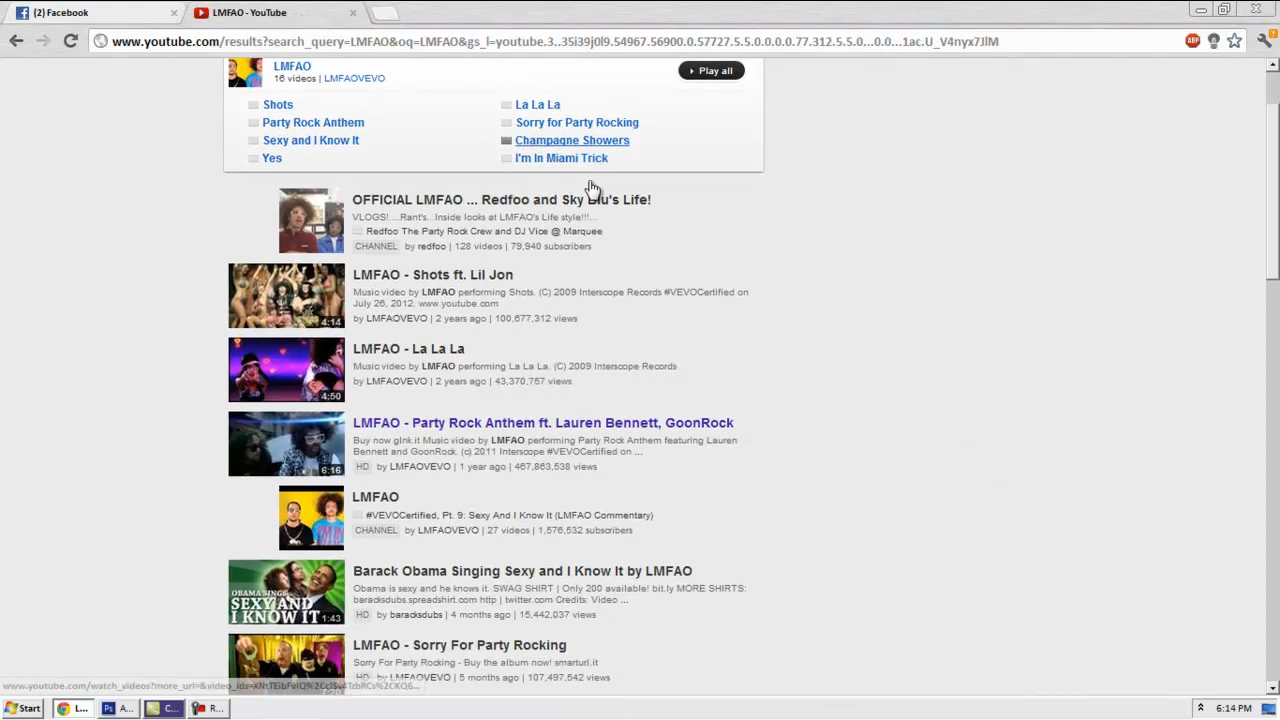 (2) Facebook
LMFAO - YouTube
www.youtube.com/results?search_query=LMFAO&oq=LMFAO&gs_l=youtube.3..35i39j0l9.54967.56900.0.57727.5.5.0.0.0.0.77.312.5.5.0...0.0...1ac.U_V4nyx7JlM
ABP
LMFAO
16 videos | LMFAOVEVO
Play all
Shots
La La La
Party Rock Anthem
Sorry for Party Rocking
Sexy and I Know It
Champagne Showers
Yes
I'm In Miami Trick
OFFICIAL LMFAO ... Redfoo and Sky Blu's Life!
VLOGS! ...Rant's...Inside looks at LMFAO's Life style!!!...
Redfoo The Party Rock Crew and DJ Vice @ Marquee
CHANNEL by redfoo | 128 videos | 79,940 subscribers
LMFAO - Shots ft. Lil Jon
Music video by LMFAO performing Shots. (C) 2009 Interscope Records #VEVOCertified on
July 26, 2012. www.youtube.com
4:14
by LMFAOVEVO | 2 years ago | 100,677,312 views
LMFAO - La La La
Music video by LMFAO performing La La La. (C) 2009 Interscope Records
by LMFAOVEVO | 2 years ago | 43,370,757 views
4:50
LMFAO - Party Rock Anthem ft. Lauren Bennett, GoonRock
Buy now glnk.it Music video by LMFAO performing Party Rock Anthem featuring Lauren
Bennett and GoonRock. (c) 2011 Interscope #VEVOCertified on ...
6:16
HD by LMFAOVEVO | 1 year ago | 467,863,538 views
LMFAO
#VEVOCertified, Pt. 9: Sexy And I Know It (LMFAO Commentary)
CHANNEL by LMFAOVEVO | 27 videos | 1,576,532 subscribers
Barack Obama Singing Sexy and I Know It by LMFAO
Obama is sexy and he knows it. SWAG SHIRT | Only 200 available! bit.ly MORE SHIRTS:
baracksdubs.spreadshirt.com http | twitter.com Credits: Video ...
OBAMA SINGS
SEXY AND
I KNOW IT
1:43
HD by baracksdubs | 4 months ago | 15,442,037 views
LMFAO - Sorry For Party Rocking
Sorry For Party Rocking - Buy the album now! smarturl.it
HD by LMFAOVEVO | 5 months ago | 107,497,542 views
Start
L...
Ps A...
C...
R...
6:14 PM